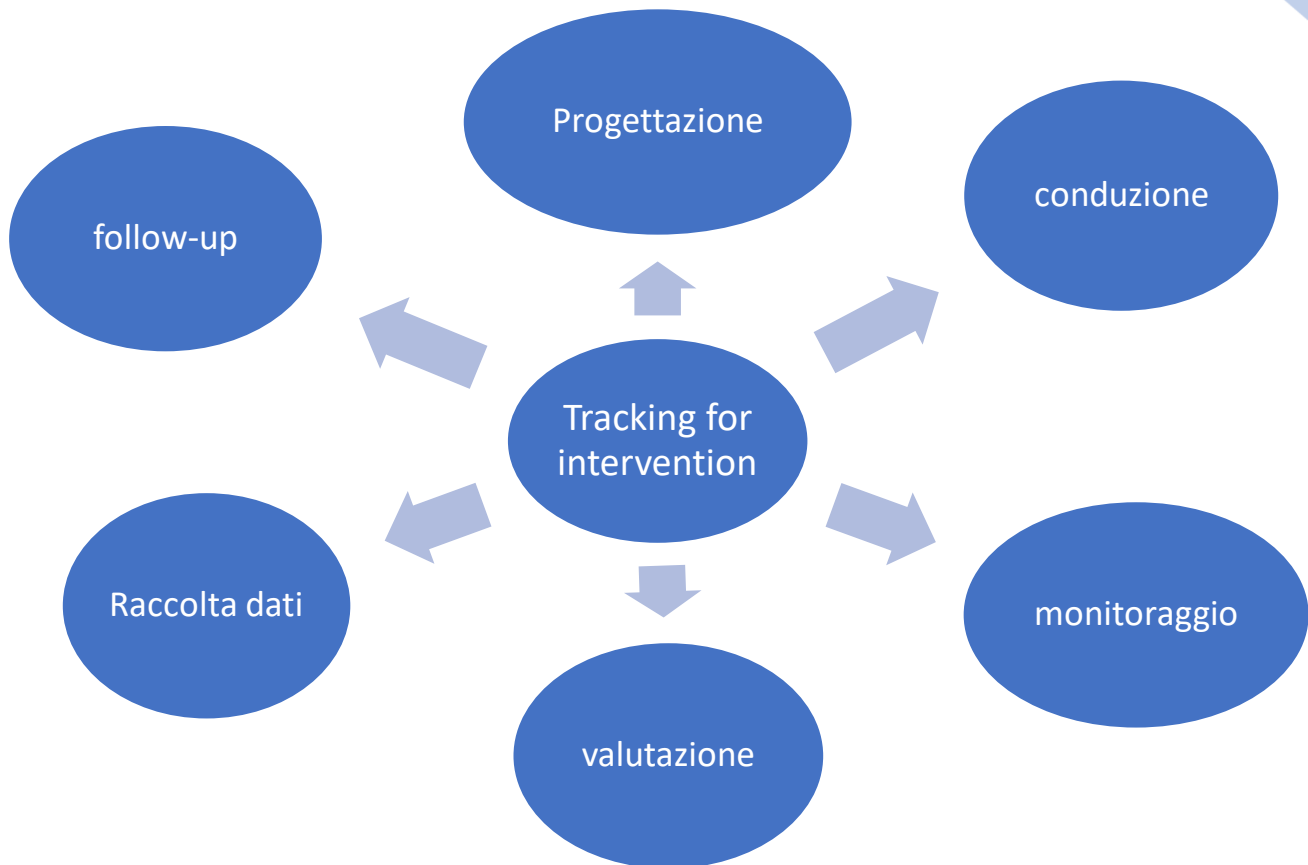 Progettazione
conduzione
follow-up
Tracking for
intervention
Raccolta dati
monitoraggio
valutazione